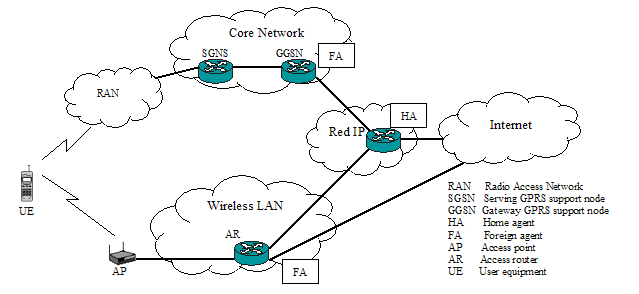 Core Network
SGNS
GGSN
FA
RAN
HA
Red IP
Internet
UE
Wireless LAN
AR
AP
FA
RAN Radio Access Network
SGSN Serving GPRS support node
GGSN Gateway GPRS support node
HA Home agent
FA Foreign agent
AP Access point
AR Access router
UE User equipment